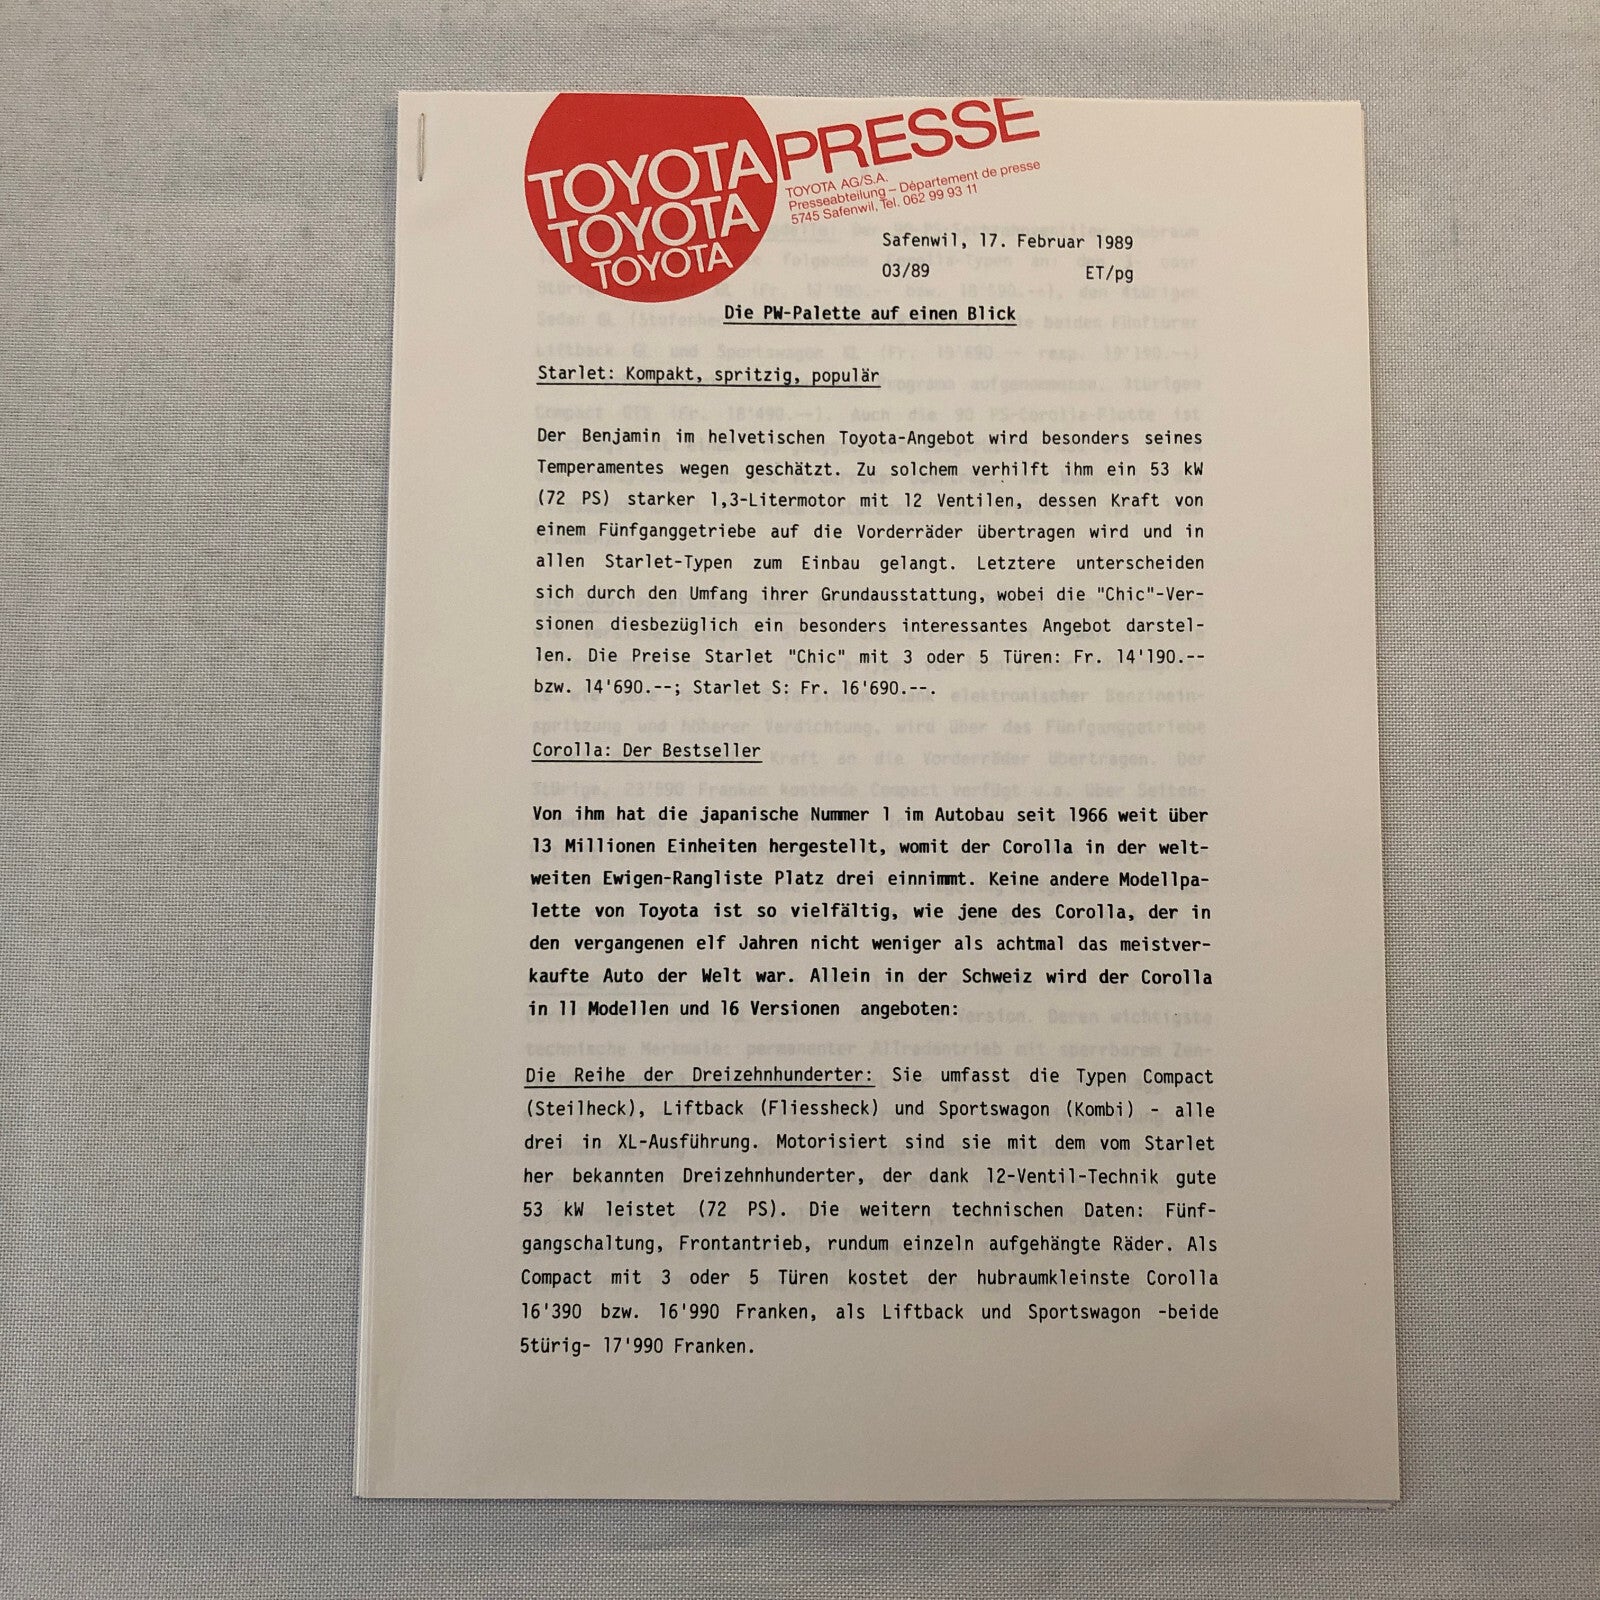 TOYOTA PRESSE
TOYOTA
TOYOTA
TOYOTA AG/S.A.
Presseabteilung – Département de presse
5745 Safenwil, Tel. 062 99 93 11
Safenwil, 17. Februar 1989
03/89 ET/pg
Die PW-Palette auf einen Blick
Starlet: Kompakt, spritzig, populär
Der Benjamin im helvetischen Toyota-Angebot wird besonders seines
Temperamentes wegen geschätzt. Zu solchem verhilft ihm ein 53 kW
(72 PS) starker 1,3-Litermotor mit 12 Ventilen, dessen Kraft von
einem Fünfganggetriebe auf die Vorderräder übertragen wird und in
allen Starlet-Typen zum Einbau gelangt. Letztere unterscheiden
sich durch den Umfang ihrer Grundausstattung, wobei die "Chic"-Ver-
sionen diesbezüglich ein besonders interessantes Angebot darstel-
len. Die Preise Starlet "Chic" mit 3 oder 5 Türen: Fr. 14'190.--
bzw. 14'690.--; Starlet S: Fr. 16'690.--.
Corolla: Der Bestseller
Von ihm hat die japanische Nummer 1 im Autobau seit 1966 weit über
13 Millionen Einheiten hergestellt, womit der Corolla in der welt-
weiten Ewigen-Rangliste Platz drei einnimmt. Keine andere Modellpa-
lette von Toyota ist so vielfältig, wie jene des Corolla, der in
den vergangenen elf Jahren nicht weniger als achtmal das meistver-
kaufte Auto der Welt war. Allein in der Schweiz wird der Corolla
in 11 Modellen und 16 Versionen angeboten:
Die Reihe der Dreizehnhunderter: Sie umfasst die Typen Compact
(Steilheck), Liftback (Fliessheck) und Sportswagon (Kombi) - alle
drei in XL-Ausführung. Motorisiert sind sie mit dem vom Starlet
her bekannten Dreizehnhunderter, der dank 12-Ventil-Technik gute
53 kW leistet (72 PS). Die weitern technischen Daten: Fünf-
gangschaltung, Frontantrieb, rundum einzeln aufgehängte Räder. Als
Compact mit 3 oder 5 Türen kostet der hubraumkleinste Corolla
16'390 bzw. 16'990 Franken, als Liftback und Sportswagon -beide
5türig- 17'990 Franken.